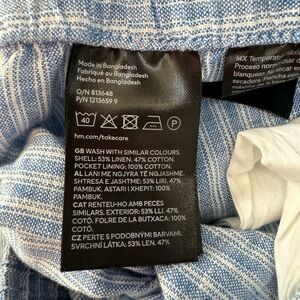 Made in Bangladesh
Fabriqué au Bangladesh
Hecho en Bangladesh
O/N 813648
P/N 1213659 9
40
P
hm.com/takecare
GB WASH WITH SIMILAR COLOURS.
SHELL: 53% LINEN. 47% COTTON
POCKET LINING: 100% COTTON.
AL LANI ME NGJYRA TË NGJASHME.
SHTRESA E JASHTME: 53% LIRI. 47%
PAMBUK. ASTARI I XHEPIT: 100%
PAMBUK.
CAT RENTEU-HO AMB PECES
SIMILARS. EXTERIOR: 53% LLI. 47%
COTÓ. FOLRE DE LA BUTXACA: 100%
COTÓ.
CZ PERTE S PODOBNÝMI BARVAMI.
SVRCHNÍ LÁTKA: 53% LEN. 47%
MX Temperat
Proceso normal
blanquear. No
secadora. Plancha